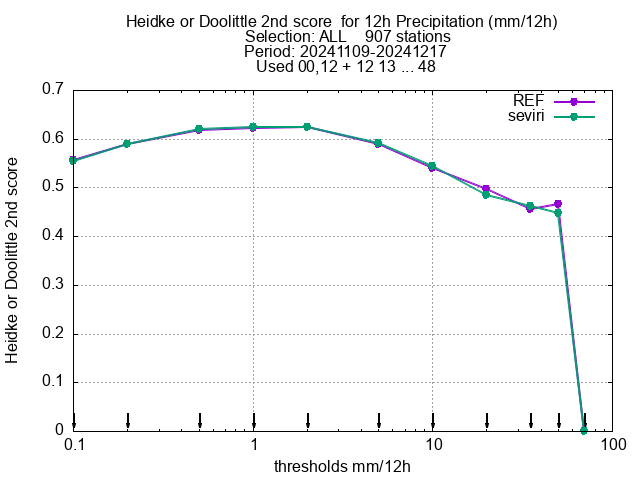 Heidke or Doolittle 2nd score  for 12h Precipitation (mm/12h)
Selection: ALL    907 stations
Period: 20241109-20241217
Used 00,12 + 12 13 ... 48
REF
seviri
Heidke or Doolittle 2nd score
0.7
0.6
0.5
0.4
0.3
0.2
0.1
0
0.1 1 10 100
thresholds mm/12h